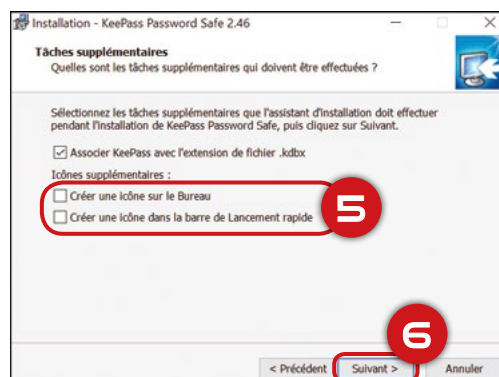 Installation - KeePass Password Safe 2.46
Tâches supplémentaires
Quelles sont les tâches supplémentaires qui doivent être effectuées ?
Sélectionnez les tâches supplémentaires que l'assistant d'installation doit effectuer
pendant l'installation de KeePass Password Safe, puis cliquez sur Suivant.
Associer KeePass avec l'extension de fichier .kdbx
Icônes supplémentaires :
Créer une icône sur le Bureau
Créer une icône dans la barre de Lancement rapide
5
6
< Précédent Suivant > Annuler